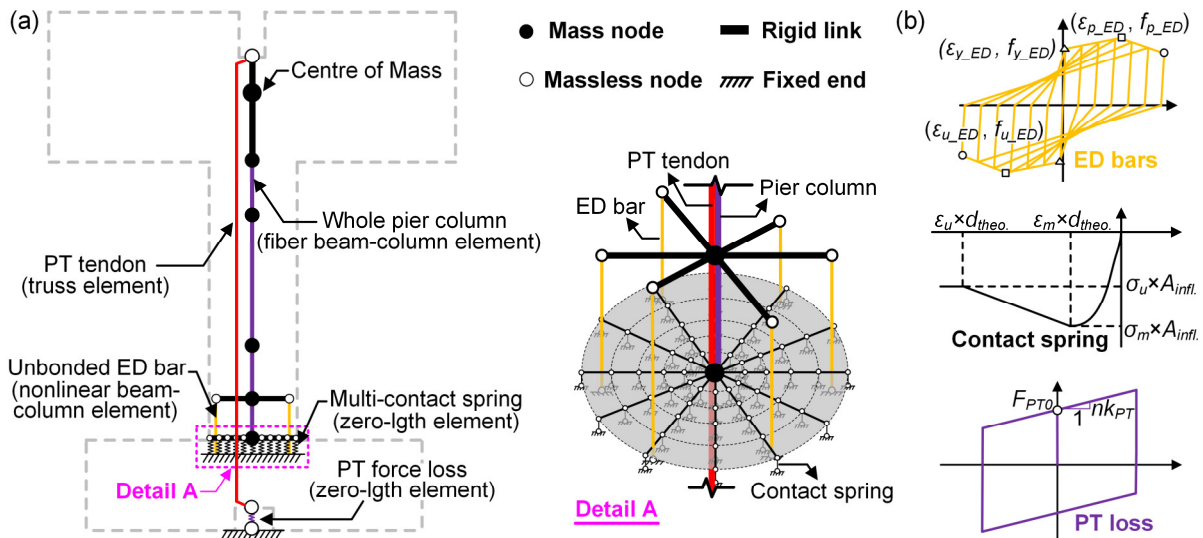 (a)
Mass node
Rigid link
Massless node
Fixed end
Centre of Mass
Whole pier column
(fiber beam-column element)
PT tendon
(truss element)
Unbonded ED bar
(nonlinear beam-
column element)
Multi-contact spring
(zero-lgth element)
Detail A
PT force loss
(zero-lgth element)
PT tendon
Pier column
ED bar
Contact spring
Detail A
(b)
(εp_ED, fp_ED)
(εy_ED, fy_ED)
(εu_ED, fu_ED)
ED bars
εu×dtheo.
εm×dtheo.
σu×Ainfl.
Contact spring
σm×Ainfl.
FPT0
nkPT
1
PT loss